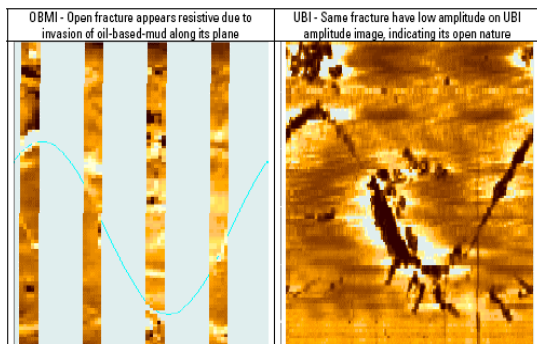 OBMI - Open fracture appears resistive due to
invasion of oil-based-mud along its plane
UBI - Same fracture have low amplitude on UBI
amplitude image, indicating its open nature